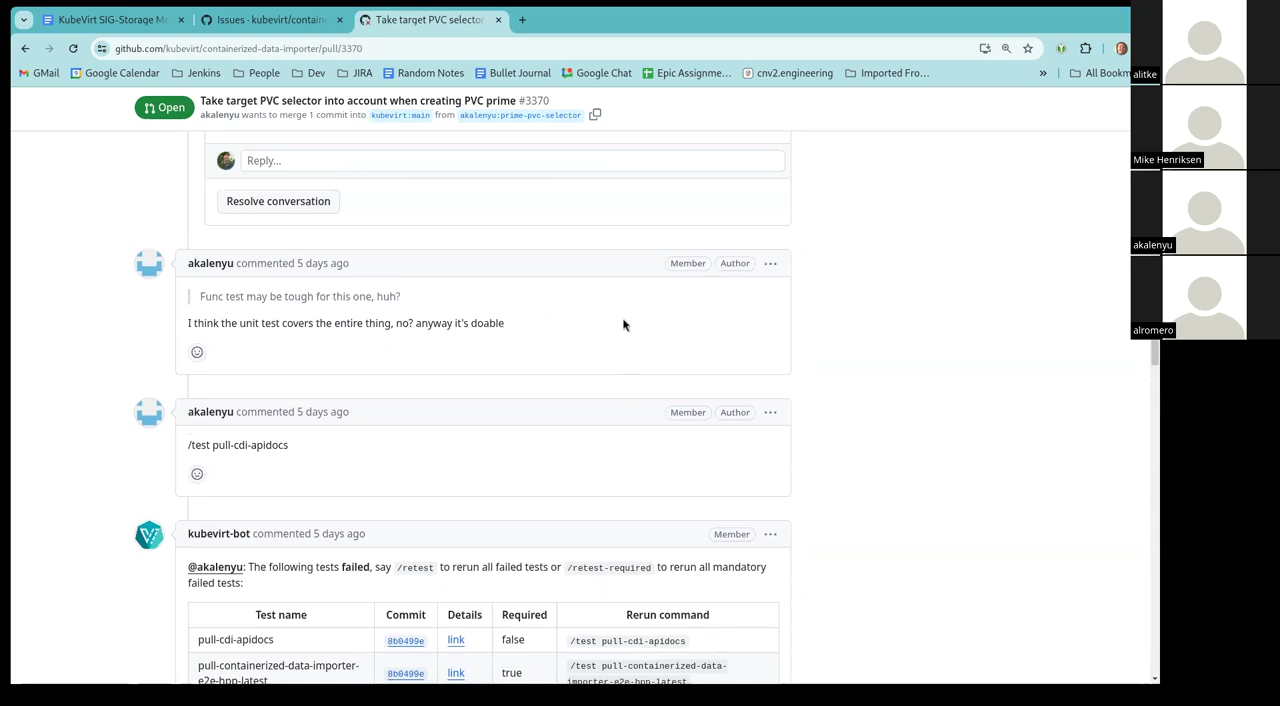 KubeVirt SIG-Storage Me
Issues · kubevirt/contain
Take target PVC selector
github.com/kubevirt/containerized-data-importer/pull/3370
GMail
Google Calendar
Jenkins
People
Dev
JIRA
Random Notes
Bullet Journal
Google Chat
Epic Assignme…
cnv2.engineering
Imported Fro…
»
All Bookm
Open
Take target PVC selector into account when creating PVC prime #3370
akalenyu wants to merge 1 commit into kubevirt:main from akalenyu:prime-pvc-selector
Reply...
Resolve conversation
akalenyu commented 5 days ago
Member
Author
Func test may be tough for this one, huh?
I think the unit test covers the entire thing, no? anyway it's doable
akalenyu commented 5 days ago
Member
Author
/test pull-cdi-apidocs
kubevirt-bot commented 5 days ago
Member
@akalenyu: The following tests failed, say /retest to rerun all failed tests or /retest-required to rerun all mandatory
failed tests:
Test name
Commit
Details
Required
Rerun command
pull-cdi-apidocs
8b0499e
link
false
/test pull-cdi-apidocs
pull-containerized-data-importer-
e2e-hpp-latest
8b0499e
link
true
/test pull-containerized-data-
importer-e2e-hpp-latest
alitke
Mike Henriksen
akalenyu
alromero